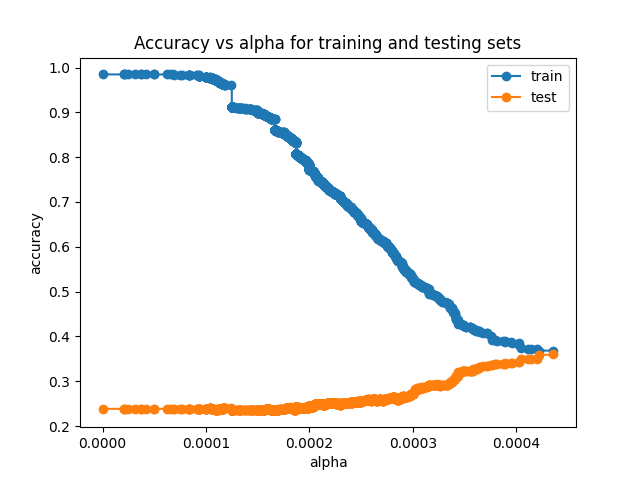 Accuracy vs alpha for training and testing sets
train
test
1.0
0.9
0.8
0.7
0.6
0.5
0.4
0.3
0.2
accuracy
0.0000 0.0001 0.0002 0.0003 0.0004
alpha